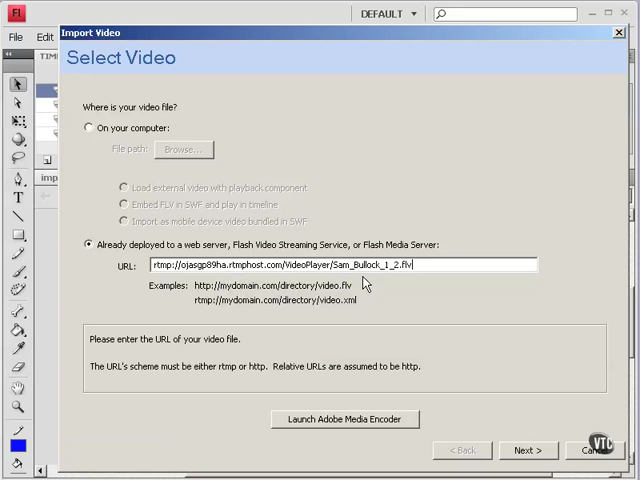 Fl
DEFAULT
File Edit
TIM
imp
Import Video
Select Video
Where is your video file?
On your computer:
File path: Browse...
Load external video with playback component
Embed FLV in SWF and play in timeline
Import as mobile device video bundled in SWF
Already deployed to a web server, Flash Video Streaming Service, or Flash Media Server:
URL: rtmp://ojasgp89ha.rtmphost.com/VideoPlayer/Sam_Bullock_1_2.flv
Examples: http://mydomain.com/directory/video.flv
rtmp://mydomain.com/directory/video.xml
Please enter the URL of your video file.
The URL's scheme must be either rtmp or http. Relative URLs are assumed to be http.
Launch Adobe Media Encoder
< Back Next > Cancel
VTC